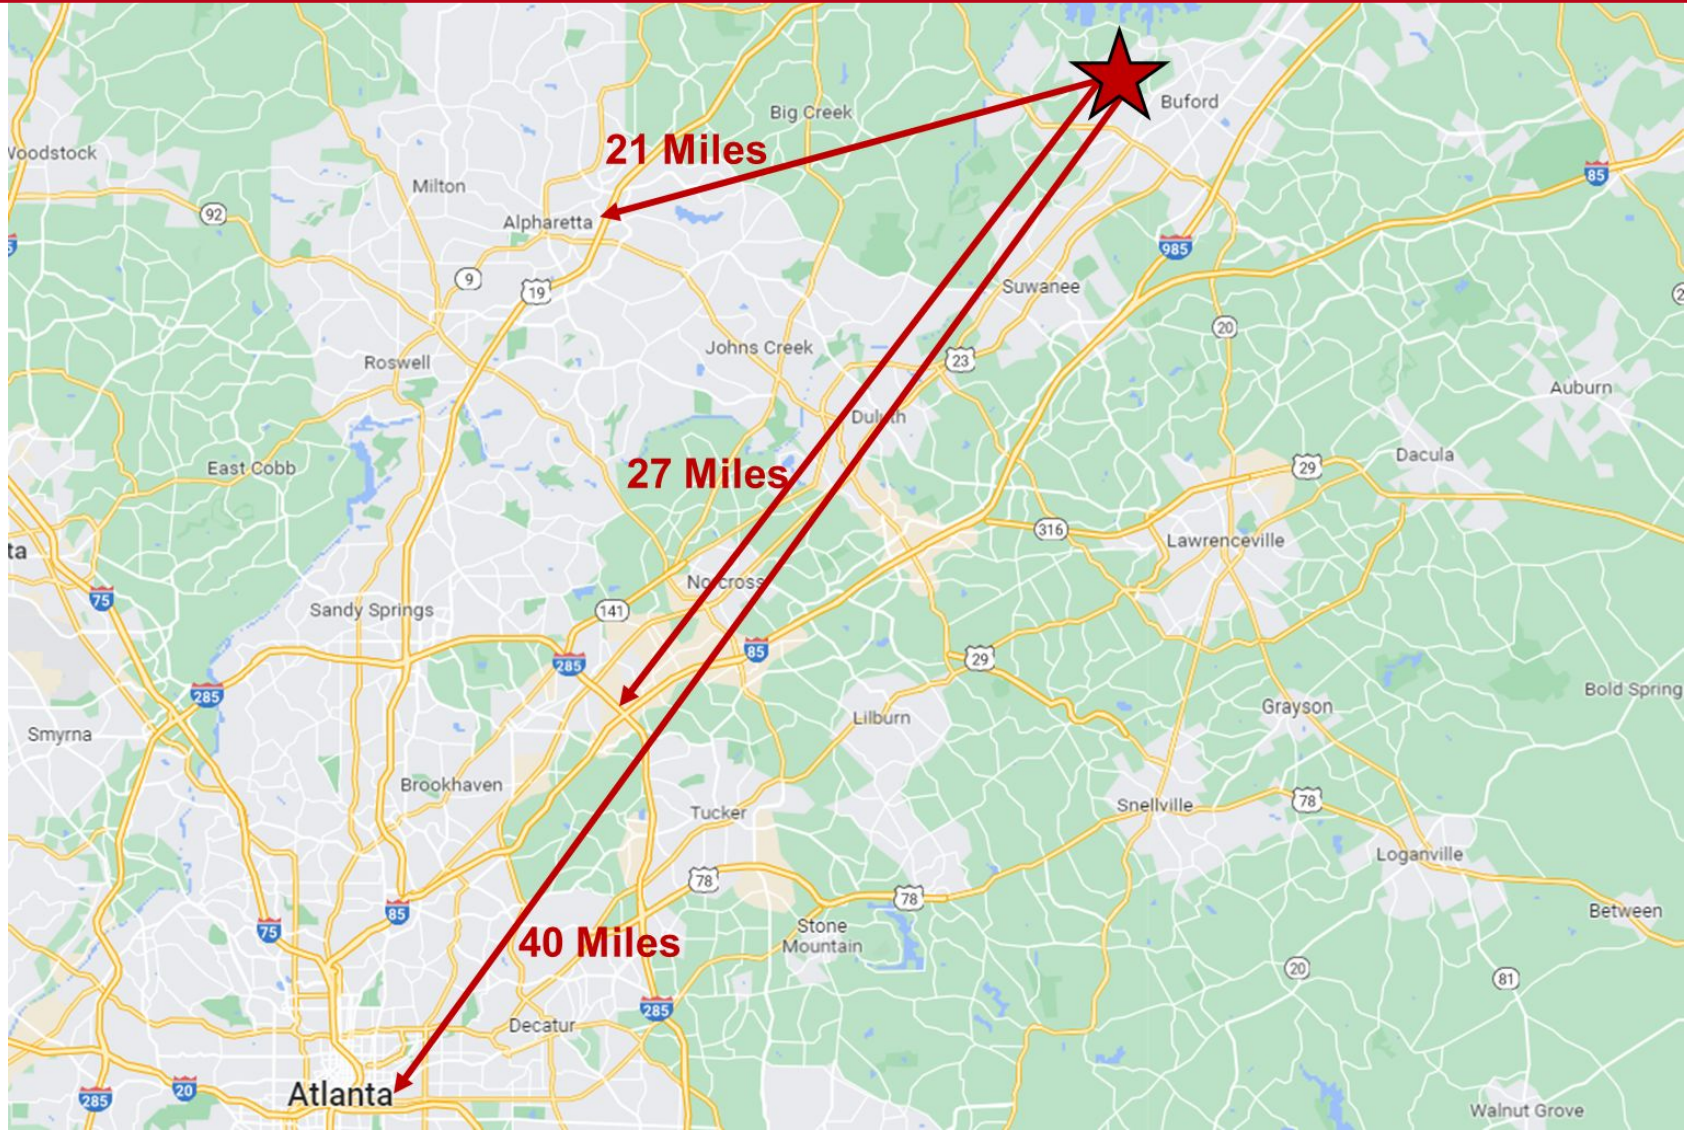 Buford
Big Creek
21 Miles
Woodstock
Milton
85
92
Alpharetta
985
9
19
Suwanee
20
Johns Creek
23
Roswell
Auburn
Duluth
Dacula
East Cobb
27 Miles
29
316
Lawrenceville
ta
75
Norcross
Sandy Springs
141
85
285
29
285
Bold Spring
Grayson
Lilburn
Smyrna
Brookhaven
78
Snellville
Tucker
Loganville
78
78
85
Between
75
Stone
Mountain
40 Miles
20
81
285
Decatur
20
Atlanta
285
Walnut Grove